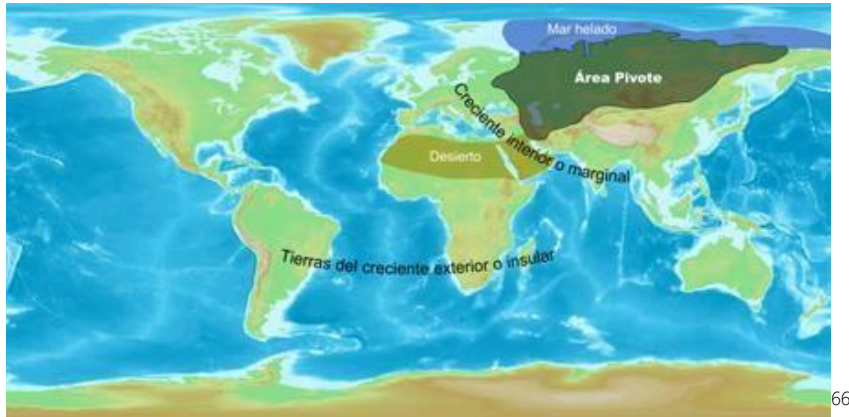 Mar helado
Área Pivote
Creciente interior o marginal
Desierto
Tierras del creciente exterior o insular
66